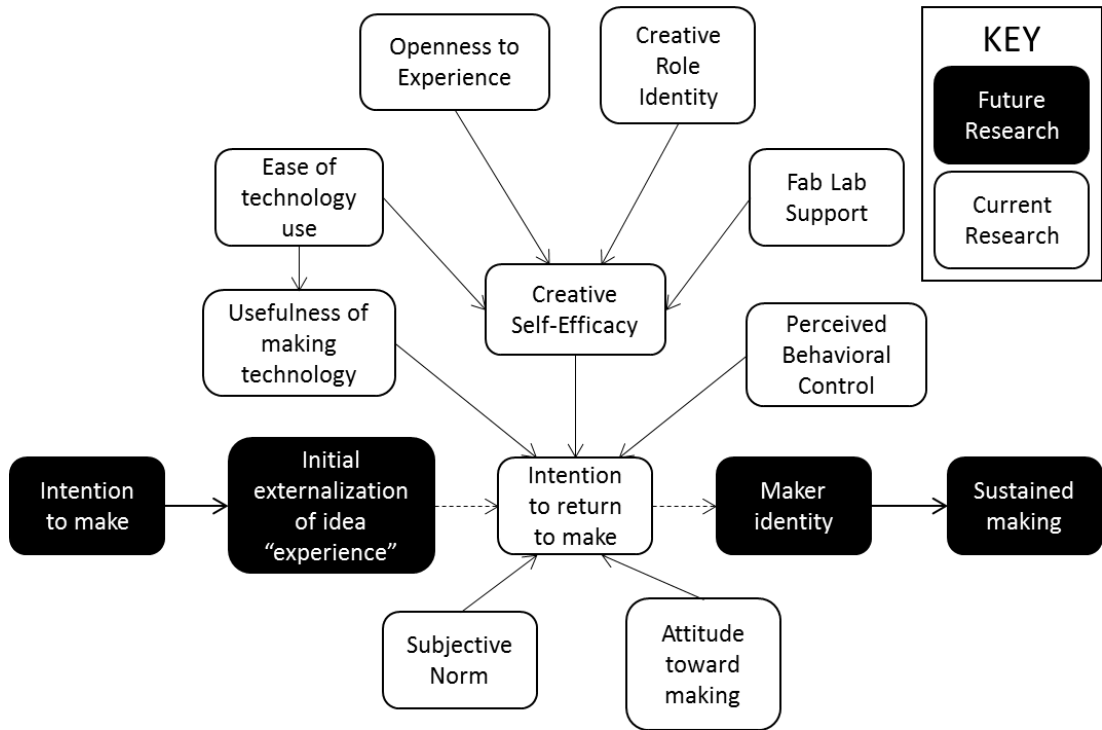 Openness to
Experience
Creative
Role
Identity
KEY
Future
Research
Current
Research
Ease of
technology
use
Fab Lab
Support
Creative
Self-Efficacy
Usefulness of
making
technology
Perceived
Behavioral
Control
Intention
to make
Initial
externalization
of idea
“experience”
Intention
to return
to make
Maker
identity
Sustained
making
Subjective
Norm
Attitude
toward
making